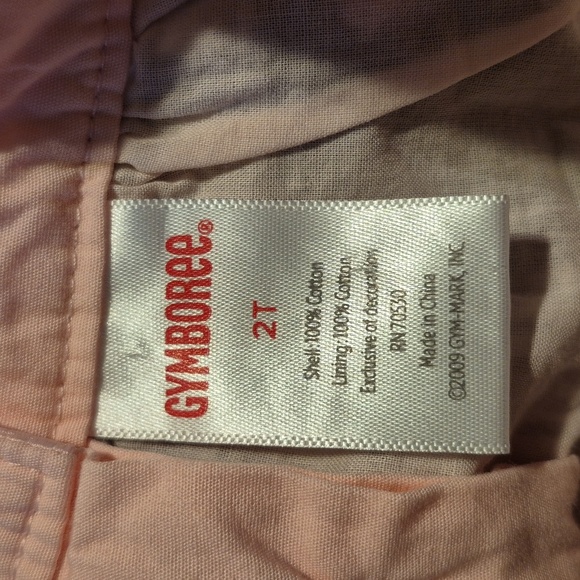 GYMBOREE®
2T
Shell:100% Cotton
Lining:100% Cotton
Exclusive of decoration
RN 70530
Made in China
©2009 GYM-MARK, INC.